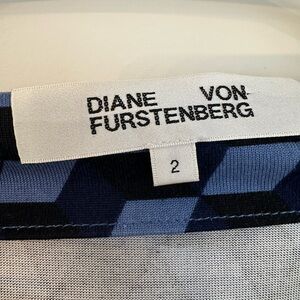 DIANE VON
FURSTENBERG
2